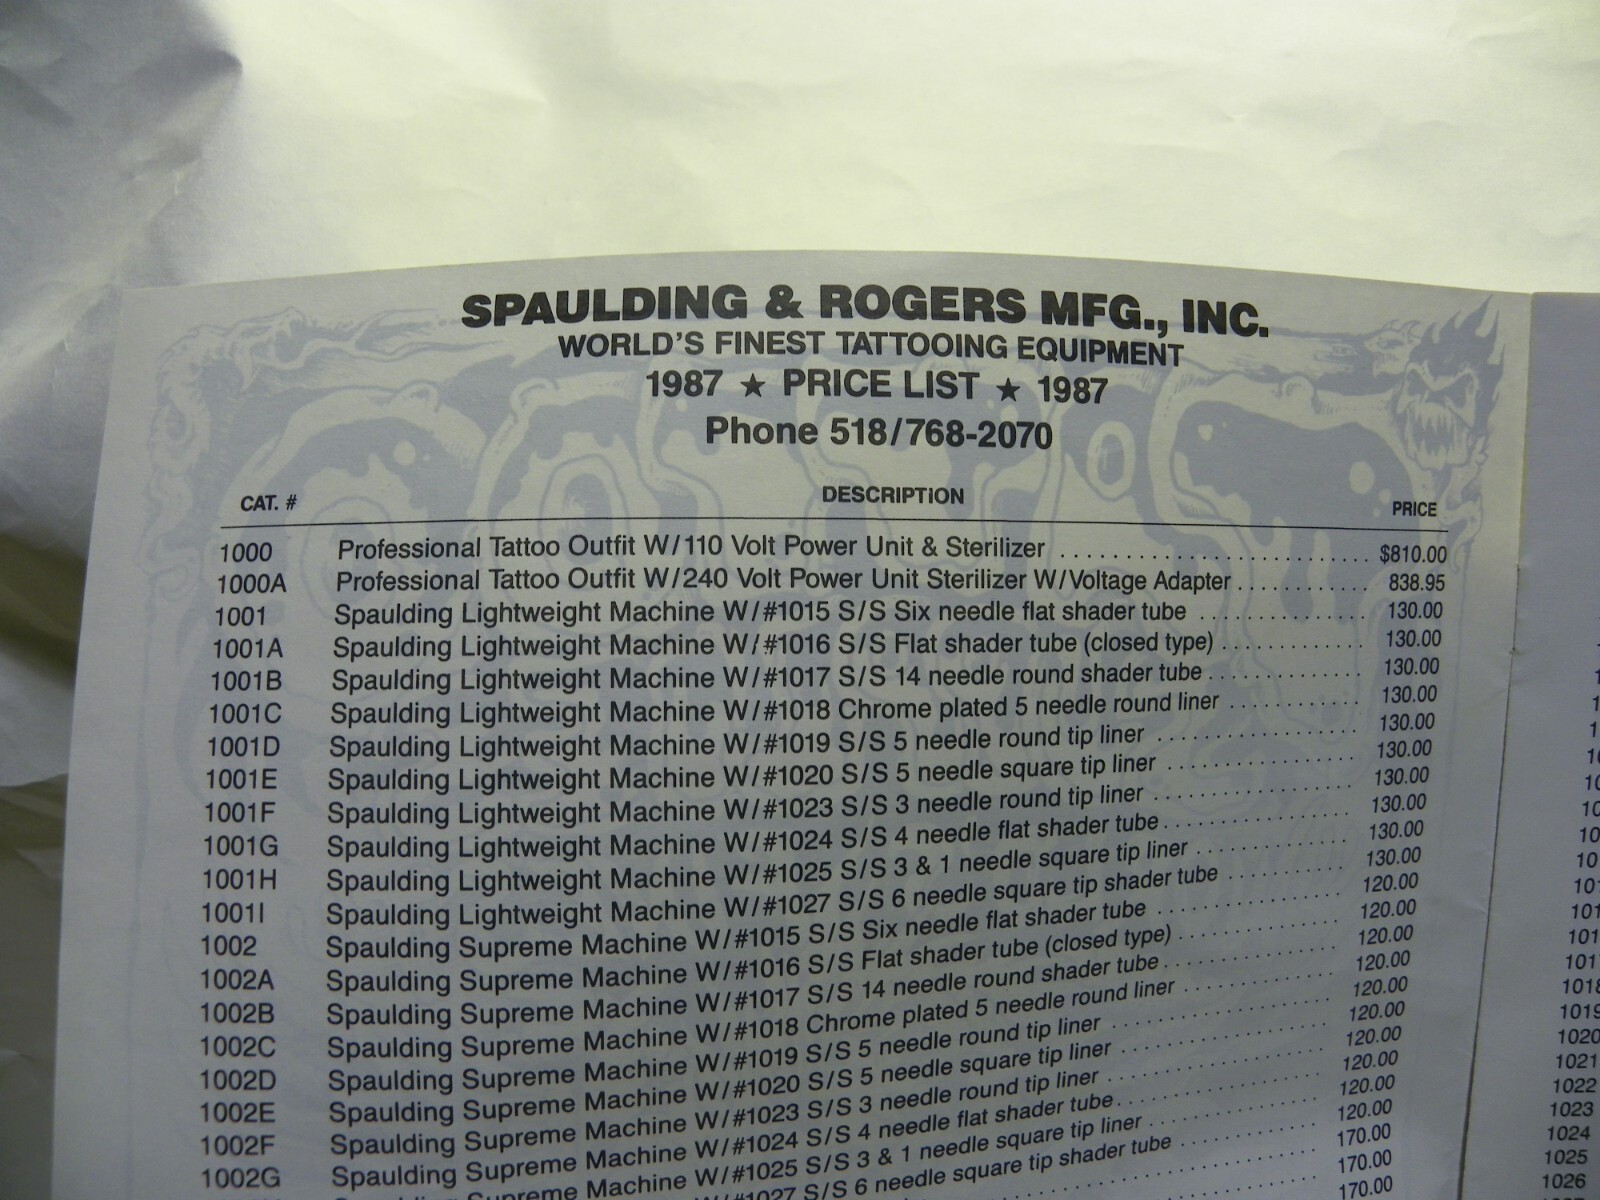 SPAULDING & ROGERS MFG., INC.
WORLD'S FINEST TATTOOING EQUIPMENT
1987 ★ PRICE LIST ★ 1987
Phone 518/768-2070
CAT. # DESCRIPTION PRICE
1000 Professional Tattoo Outfit W/110 Volt Power Unit & Sterilizer $810.00
1000A Professional Tattoo Outfit W/240 Volt Power Unit Sterilizer W/Voltage Adapter 838.95
1001 Spaulding Lightweight Machine W/#1015 S/S Six needle flat shader tube 130.00
1001A Spaulding Lightweight Machine W/#1016 S/S Flat shader tube (closed type) 130.00
1001B Spaulding Lightweight Machine W/#1017 S/S 14 needle round shader tube 130.00
1001C Spaulding Lightweight Machine W/#1018 Chrome plated 5 needle round liner 130.00
1001D Spaulding Lightweight Machine W/#1019 S/S 5 needle round tip liner 130.00
1001E Spaulding Lightweight Machine W/#1020 S/S 5 needle square tip liner 130.00
1001F Spaulding Lightweight Machine W/#1023 S/S 3 needle round tip liner 130.00
1001G Spaulding Lightweight Machine W/#1024 S/S 4 needle flat shader tube 130.00
1001H Spaulding Lightweight Machine W/#1025 S/S 3 & 1 needle square tip liner 130.00
1001I Spaulding Lightweight Machine W/#1027 S/S 6 needle square tip shader tube 130.00
1002 Spaulding Supreme Machine W/#1015 S/S Six needle flat shader tube 120.00
1002A Spaulding Supreme Machine W/#1016 S/S Flat shader tube (closed type) 120.00
1002B Spaulding Supreme Machine W/#1017 S/S 14 needle round shader tube 120.00
1002C Spaulding Supreme Machine W/#1018 Chrome plated 5 needle round liner 120.00
1002D Spaulding Supreme Machine W/#1019 S/S 5 needle round tip liner 120.00
1002E Spaulding Supreme Machine W/#1020 S/S 5 needle square tip liner 120.00
1002F Spaulding Supreme Machine W/#1023 S/S 3 needle round tip liner 120.00
1002G Spaulding Supreme Machine W/#1024 S/S 4 needle flat shader tube 120.00
Supreme Machine W/#1025 S/S 3 & 1 needle square tip liner 120.00
1027 S/S 6 needle square tip shader tube 120.00
170.00
170.00
170.00
1018
1019
1020
1021
1022
1023
1024
1025
1026